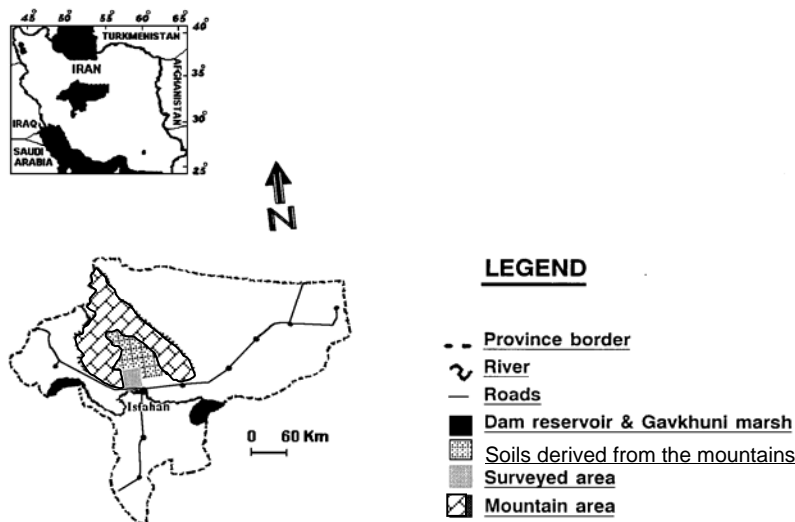 45° 50° 55° 60° 65°
40°
TURKMENISTAN
IRAN
35°
AFGHANISTAN
30°
IRAQ
SAUDI
ARABIA
25°
N
LEGEND
Province border
River
Roads
Dam reservoir & Gavkhuni marsh
Soils derived from the mountains
Surveyed area
Mountain area
Isfahan
0 60 Km